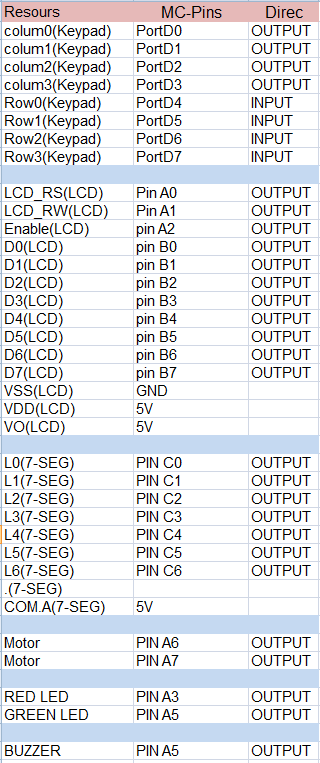 Resours MC-Pins Direc
colum0(Keypad) PortD0 OUTPUT
colum1(Keypad) PortD1 OUTPUT
colum2(Keypad) PortD2 OUTPUT
colum3(Keypad) PortD3 OUTPUT
Row0(Keypad) PortD4 INPUT
Row1(Keypad) PortD5 INPUT
Row2(Keypad) PortD6 INPUT
Row3(Keypad) PortD7 INPUT
LCD_RS(LCD) Pin A0 OUTPUT
LCD_RW(LCD) Pin A1 OUTPUT
Enable(LCD) pin A2 OUTPUT
D0(LCD) pin B0 OUTPUT
D1(LCD) pin B1 OUTPUT
D2(LCD) pin B2 OUTPUT
D3(LCD) pin B3 OUTPUT
D4(LCD) pin B4 OUTPUT
D5(LCD) pin B5 OUTPUT
D6(LCD) pin B6 OUTPUT
D7(LCD) pin B7 OUTPUT
VSS(LCD) GND
VDD(LCD) 5V
VO(LCD) 5V
L0(7-SEG) PIN C0 OUTPUT
L1(7-SEG) PIN C1 OUTPUT
L2(7-SEG) PIN C2 OUTPUT
L3(7-SEG) PIN C3 OUTPUT
L4(7-SEG) PIN C4 OUTPUT
L5(7-SEG) PIN C5 OUTPUT
L6(7-SEG) PIN C6 OUTPUT
.(7-SEG)
COM.A(7-SEG) 5V
Motor PIN A6 OUTPUT
Motor PIN A7 OUTPUT
RED LED PIN A3 OUTPUT
GREEN LED PIN A5 OUTPUT
BUZZER PIN A5 OUTPUT